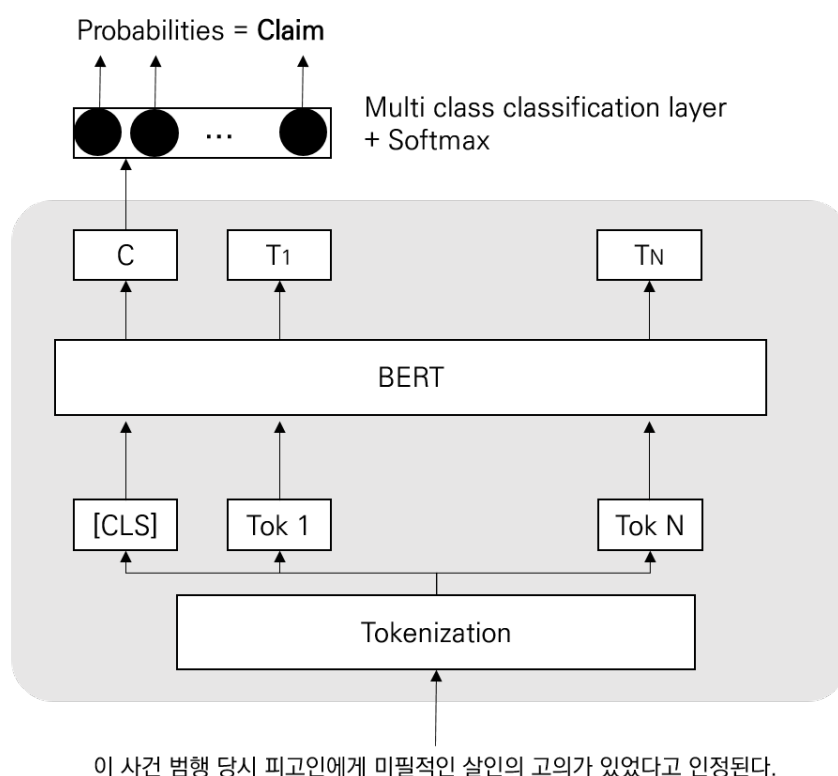 Probabilities = Claim
...
Multi class classification layer
+ Softmax
C
T1
TN
BERT
[CLS]
Tok 1
Tok N
Tokenization
이 사건 범행 당시 피고인에게 미필적인 살인의 고의가 있었다고 인정된다.